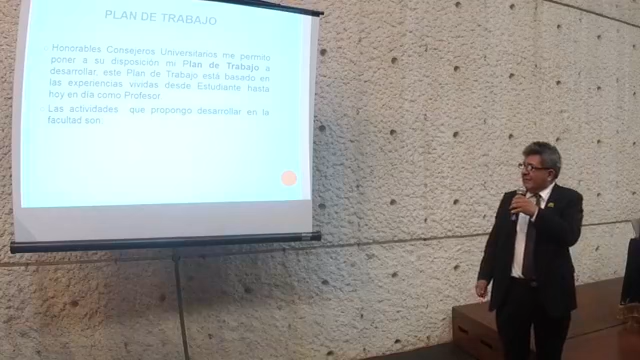 PLAN DE TRABAJO
Honorables Consejeros Universitarios me permito
poner a su disposición mi Plan de Trabajo a
desarrollar, este Plan de Trabajo está basado en
las experiencias vividas desde Estudiante hasta
hoy en día como Profesor
Las actividades que propongo desarrollar en la
facultad son